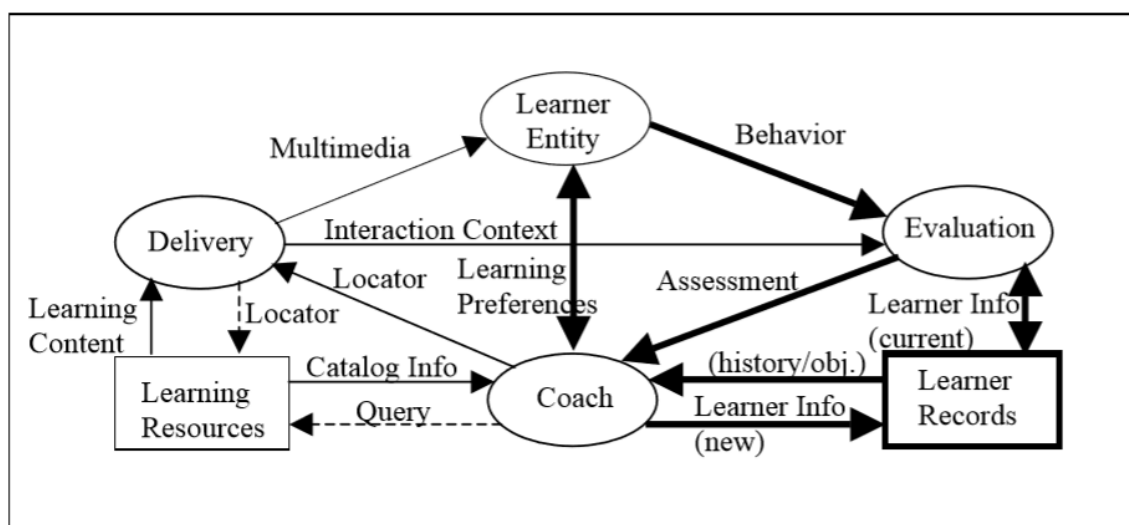 Learner
Entity
Multimedia
Behavior
Delivery
Interaction Context
Evaluation
Locator
Learning
Preferences
Assessment
Learning
Content
Locator
Learner Info
(current)
Learning
Resources
Catalog Info
Query
Coach
(history/obj.)
Learner Info
(new)
Learner
Records